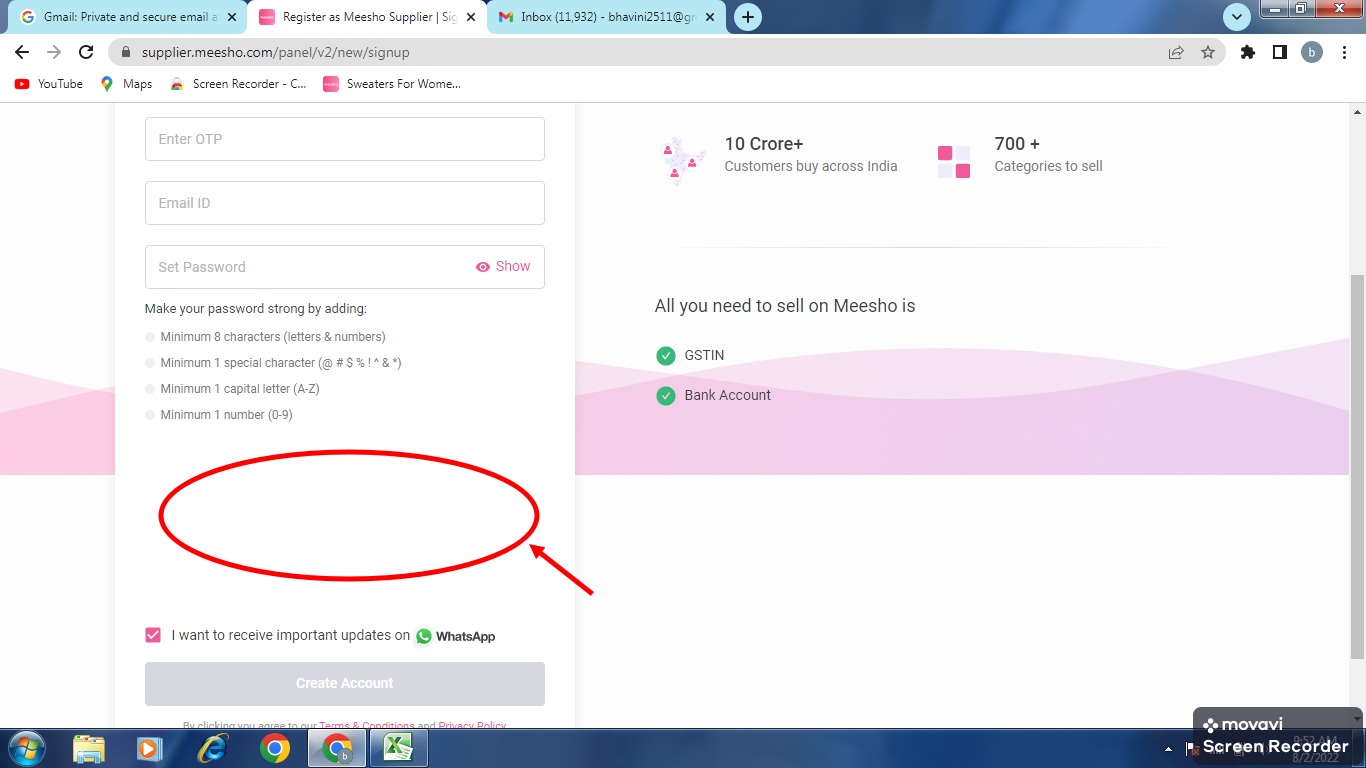 Gmail: Private and secure email a
Register as Meesho Supplier | Sig
Inbox (11,932) - bhavini2511@gm
supplier.meesho.com/panel/v2/new/signup
b
YouTube
Maps
Screen Recorder - C...
Sweaters For Wome...
Enter OTP
Email ID
Set Password
Show
Make your password strong by adding:
Minimum 8 characters (letters & numbers)
Minimum 1 special character (@ # $ % ! ^ & *)
Minimum 1 capital letter (A-Z)
Minimum 1 number (0-9)
I want to receive important updates on WhatsApp
Create Account
By clicking you agree to our Terms & Conditions and Privacy Policy
10 Crore+
Customers buy across India
700 +
Categories to sell
All you need to sell on Meesho is
GSTIN
Bank Account
movavi
Screen Recorder
9:52 AM
8/2/2022